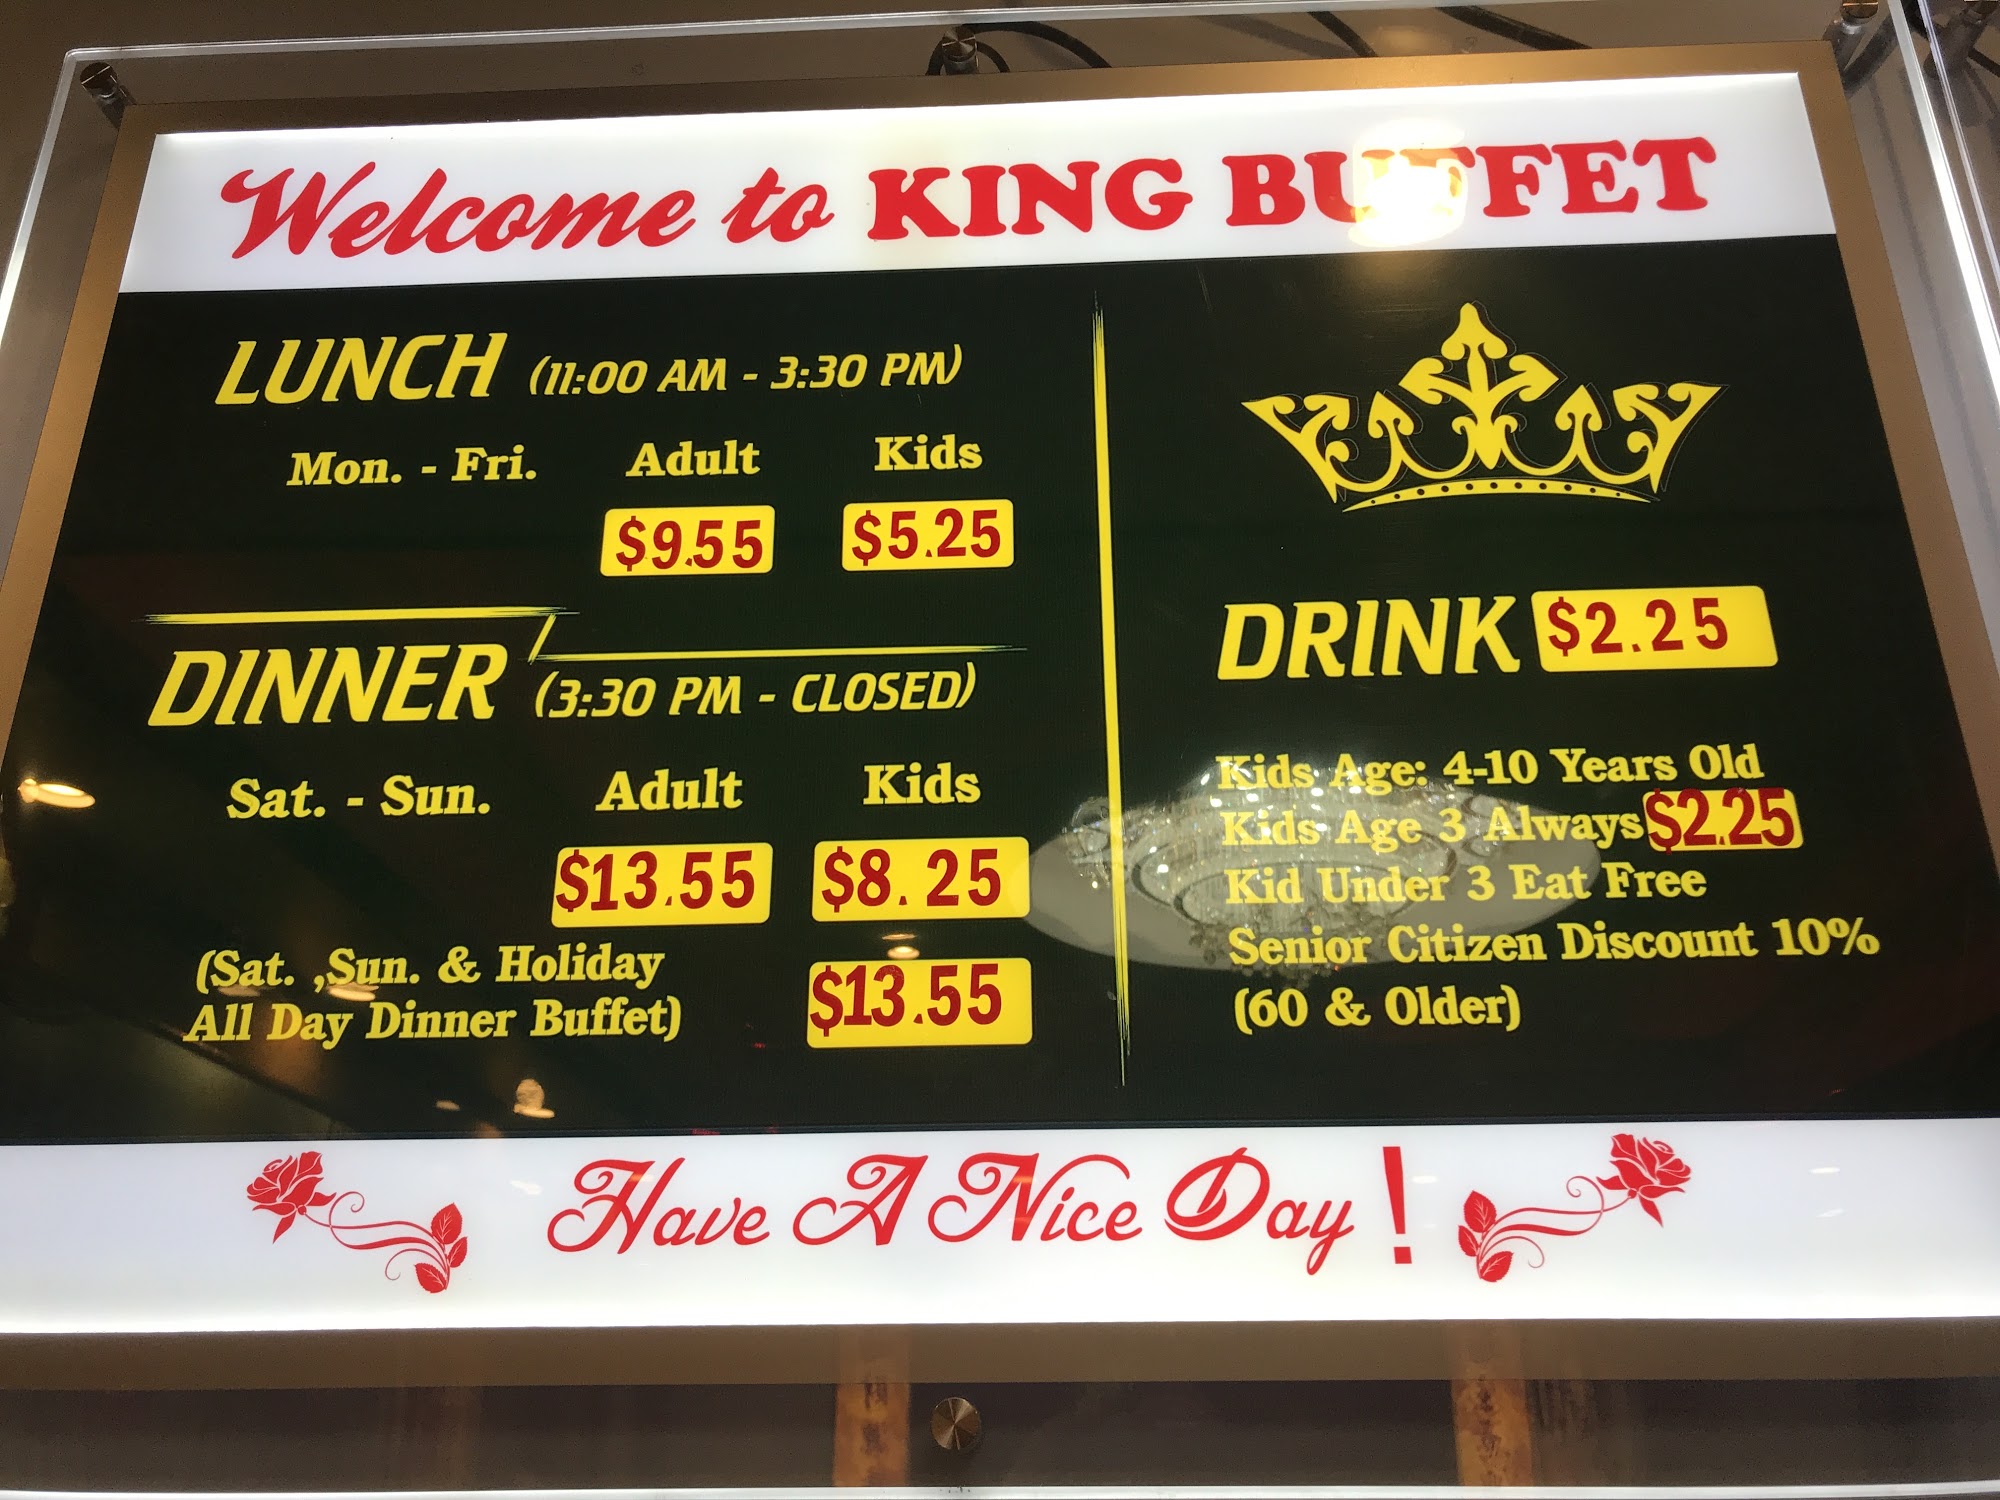 Welcome to KING BUFFET
LUNCH (11:00 AM - 3:30 PM)
Mon. - Fri. Adult Kids
$9.55 $5.25
DINNER (3:30 PM - CLOSED)
Sat. - Sun. Adult Kids
$13.55 $8.25
(Sat. ,Sun. & Holiday
All Day Dinner Buffet) $13.55
DRINK $2.25
Kids Age: 4-10 Years Old
Kids Age 3 Always $2.25
Kid Under 3 Eat Free
Senior Citizen Discount 10%
(60 & Older)
Have A Nice Day !